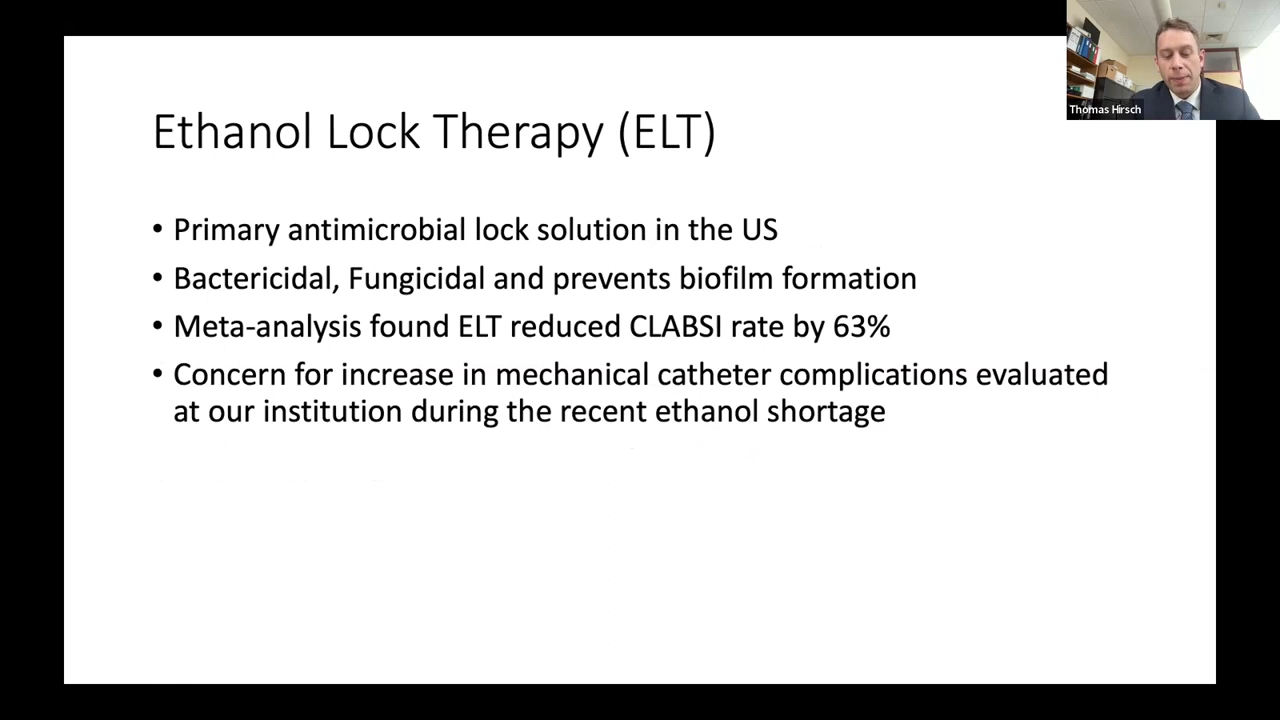 Thomas Hirsch
Ethanol Lock Therapy (ELT)
• Primary antimicrobial lock solution in the US
• Bactericidal, Fungicidal and prevents biofilm formation
• Meta-analysis found ELT reduced CLABSI rate by 63%
• Concern for increase in mechanical catheter complications evaluated
at our institution during the recent ethanol shortage